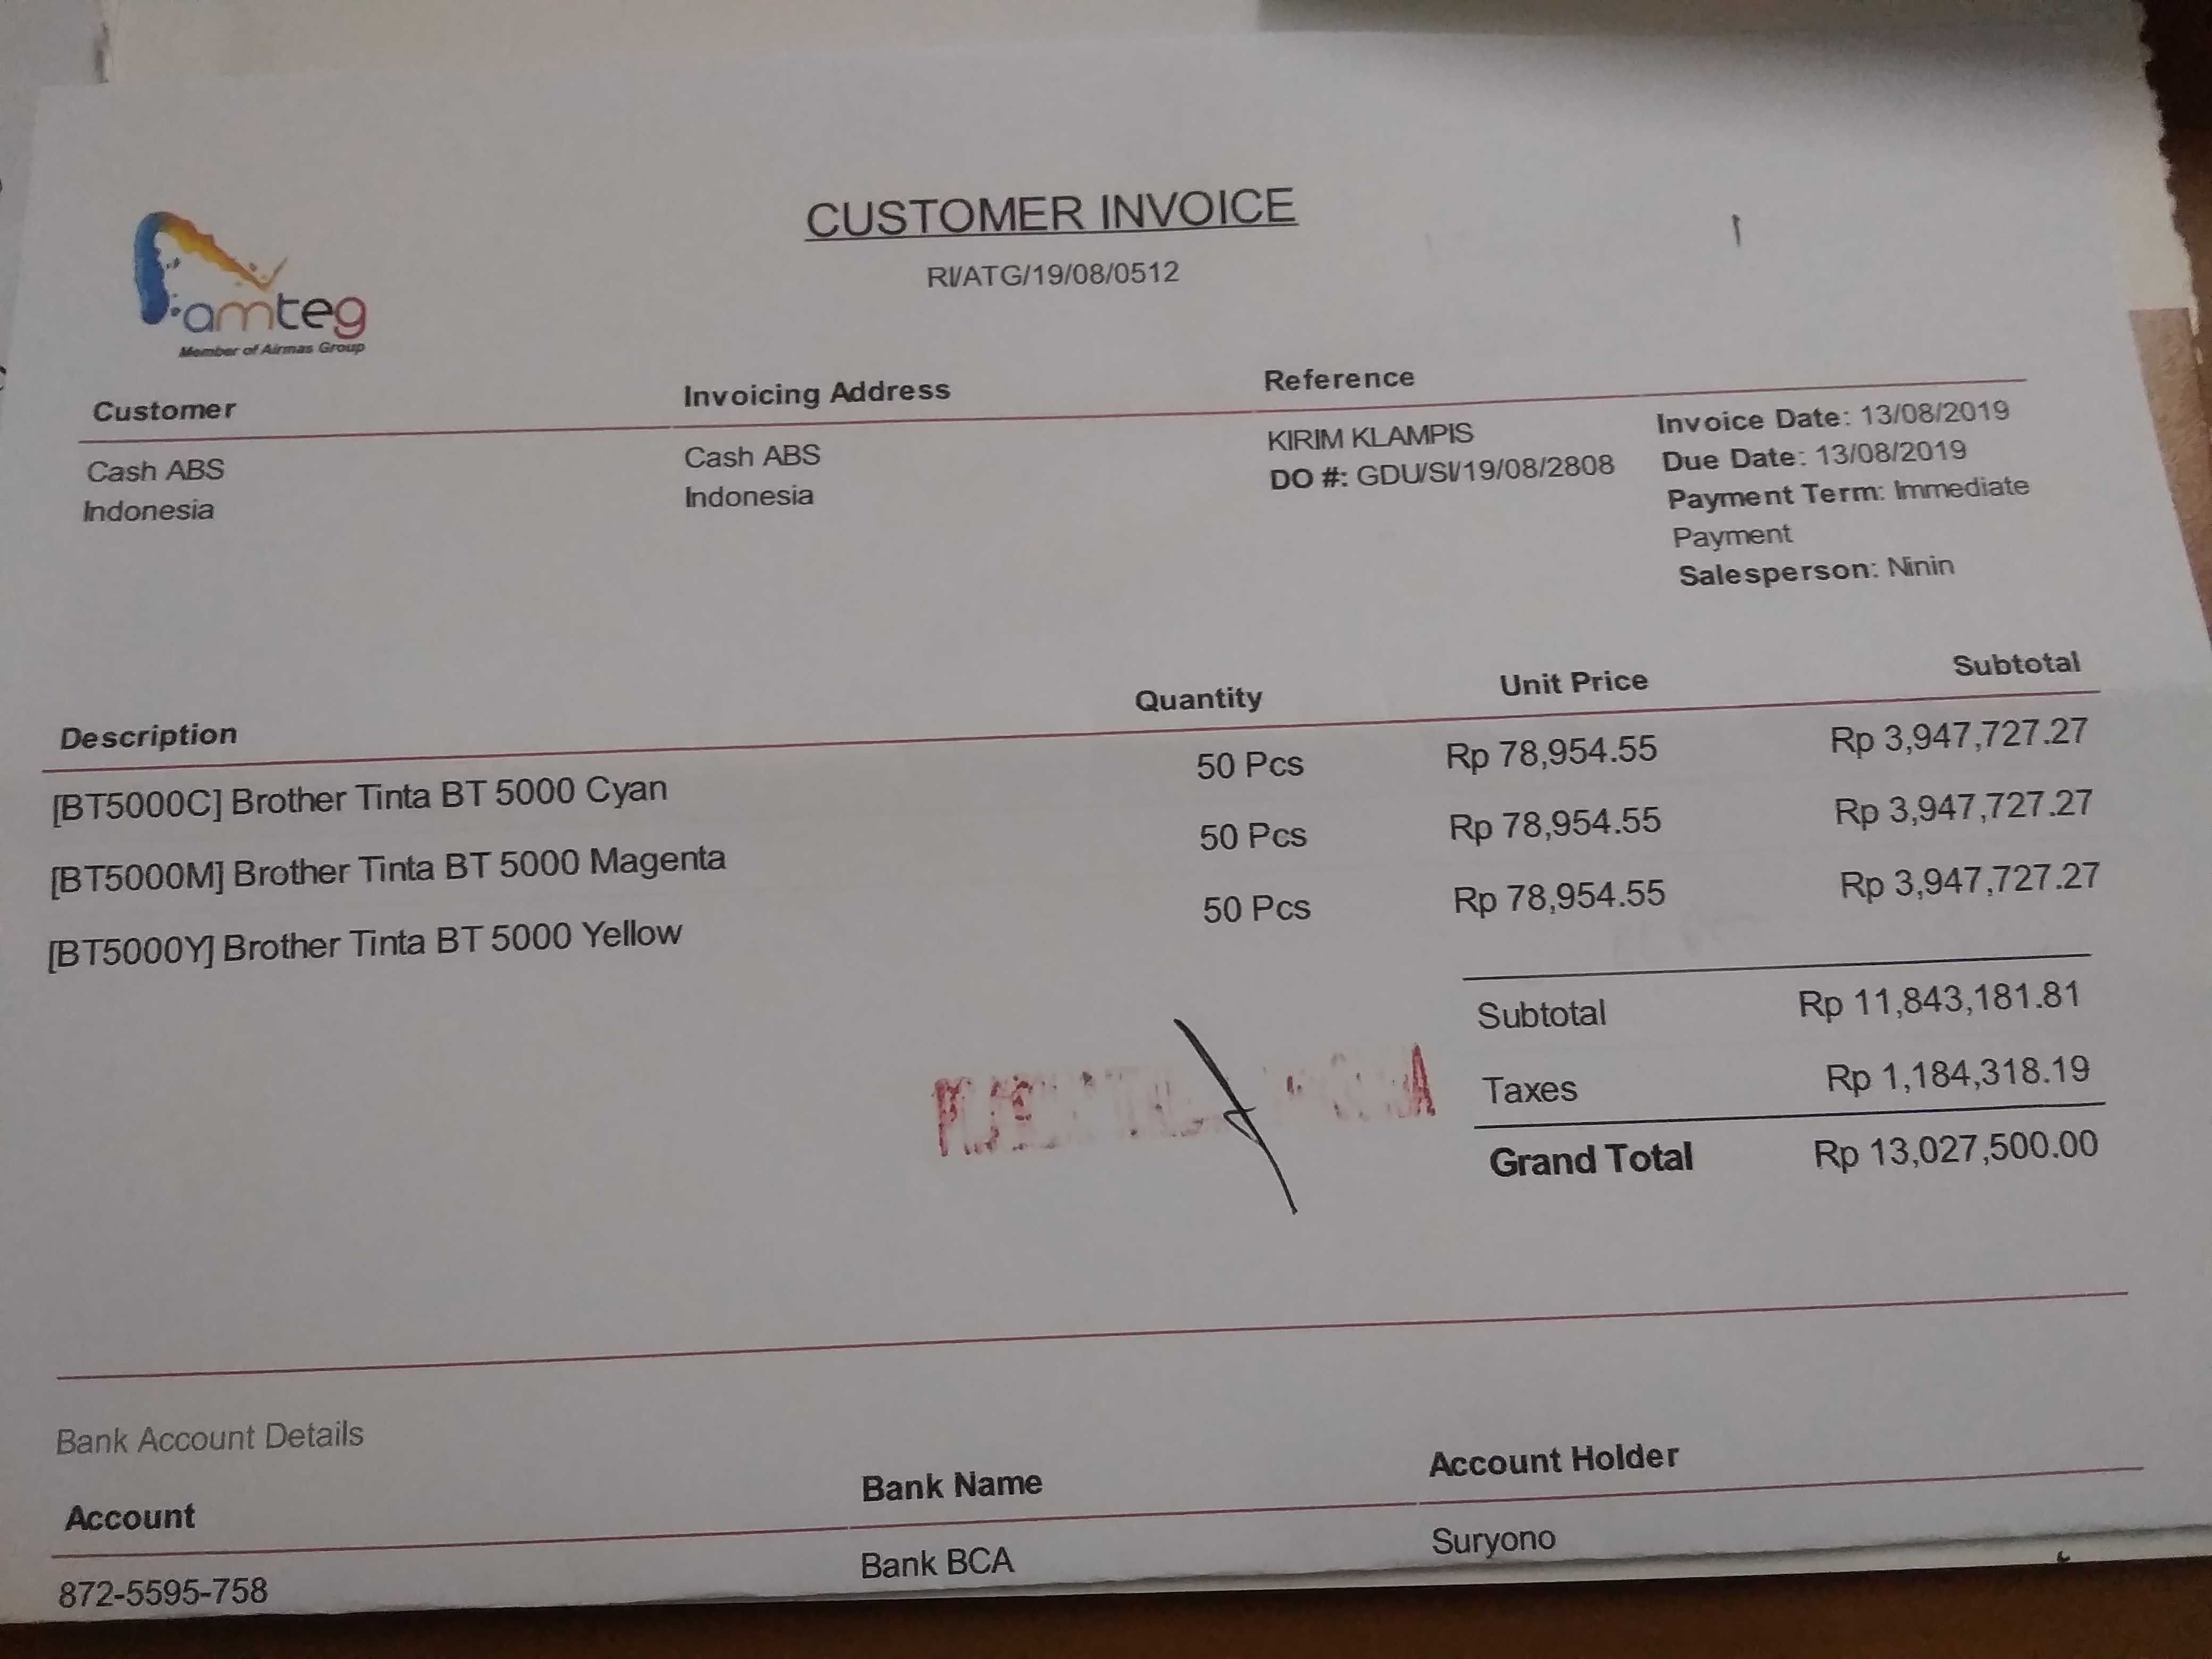 CUSTOMER INVOICE
RI/ATG/19/08/0512
amteg
Member of Airmas Group
Customer Invoicing Address Reference
Cash ABS
Indonesia
Cash ABS
Indonesia
KIRIM KLAMPIS
DO #: GDU/SI/19/08/2808
Invoice Date: 13/08/2019
Due Date: 13/08/2019
Payment Term: Immediate
Payment
Salesperson: Ninin
Description Quantity Unit Price Subtotal
[BT5000C] Brother Tinta BT 5000 Cyan 50 Pcs Rp 78,954.55 Rp 3,947,727.27
[BT5000M] Brother Tinta BT 5000 Magenta 50 Pcs Rp 78,954.55 Rp 3,947,727.27
[BT5000Y] Brother Tinta BT 5000 Yellow 50 Pcs Rp 78,954.55 Rp 3,947,727.27
Subtotal Rp 11,843,181.81
Taxes Rp 1,184,318.19
Grand Total Rp 13,027,500.00
Bank Account Details
Account Bank Name Account Holder
872-5595-758 Bank BCA Suryono